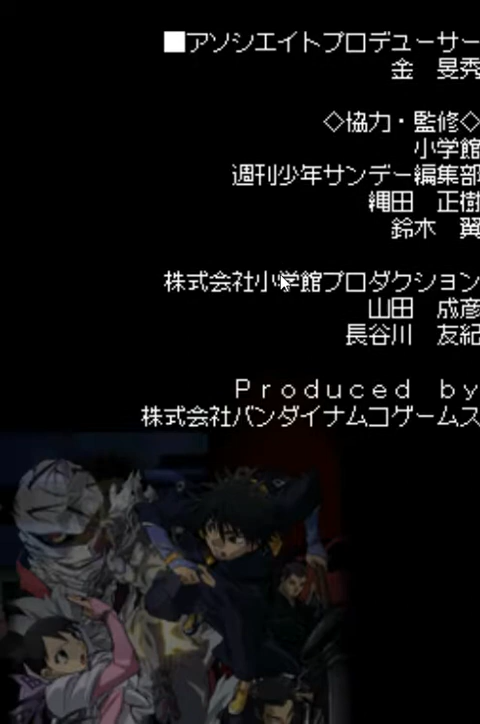 ■アソシエイトプロデューサー
金　旻秀
◇協力・監修◇
小学館
週刊少年サンデー編集部
縄田　正樹
鈴木　翼
株式会社小学館プロダクション
山田　成彦
長谷川　友紀
Ｐｒｏｄｕｃｅｄ　ｂｙ
株式会社バンダイナムコゲームス